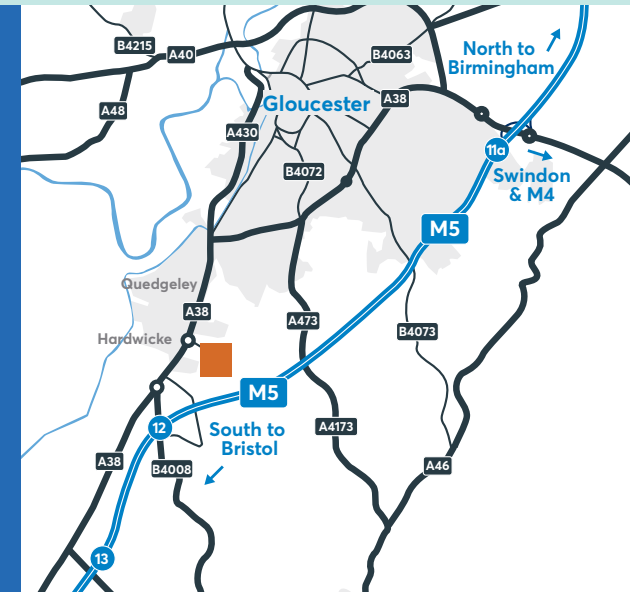 B4215
A40
B4063
North to
Birmingham
A48
Gloucester
A38
A430
11a
B4072
Swindon
& M4
M5
Quedgeley
A38
A473
B4073
Hardwicke
M5
12
South to
Bristol
A4173
A38
B4008
A46
13